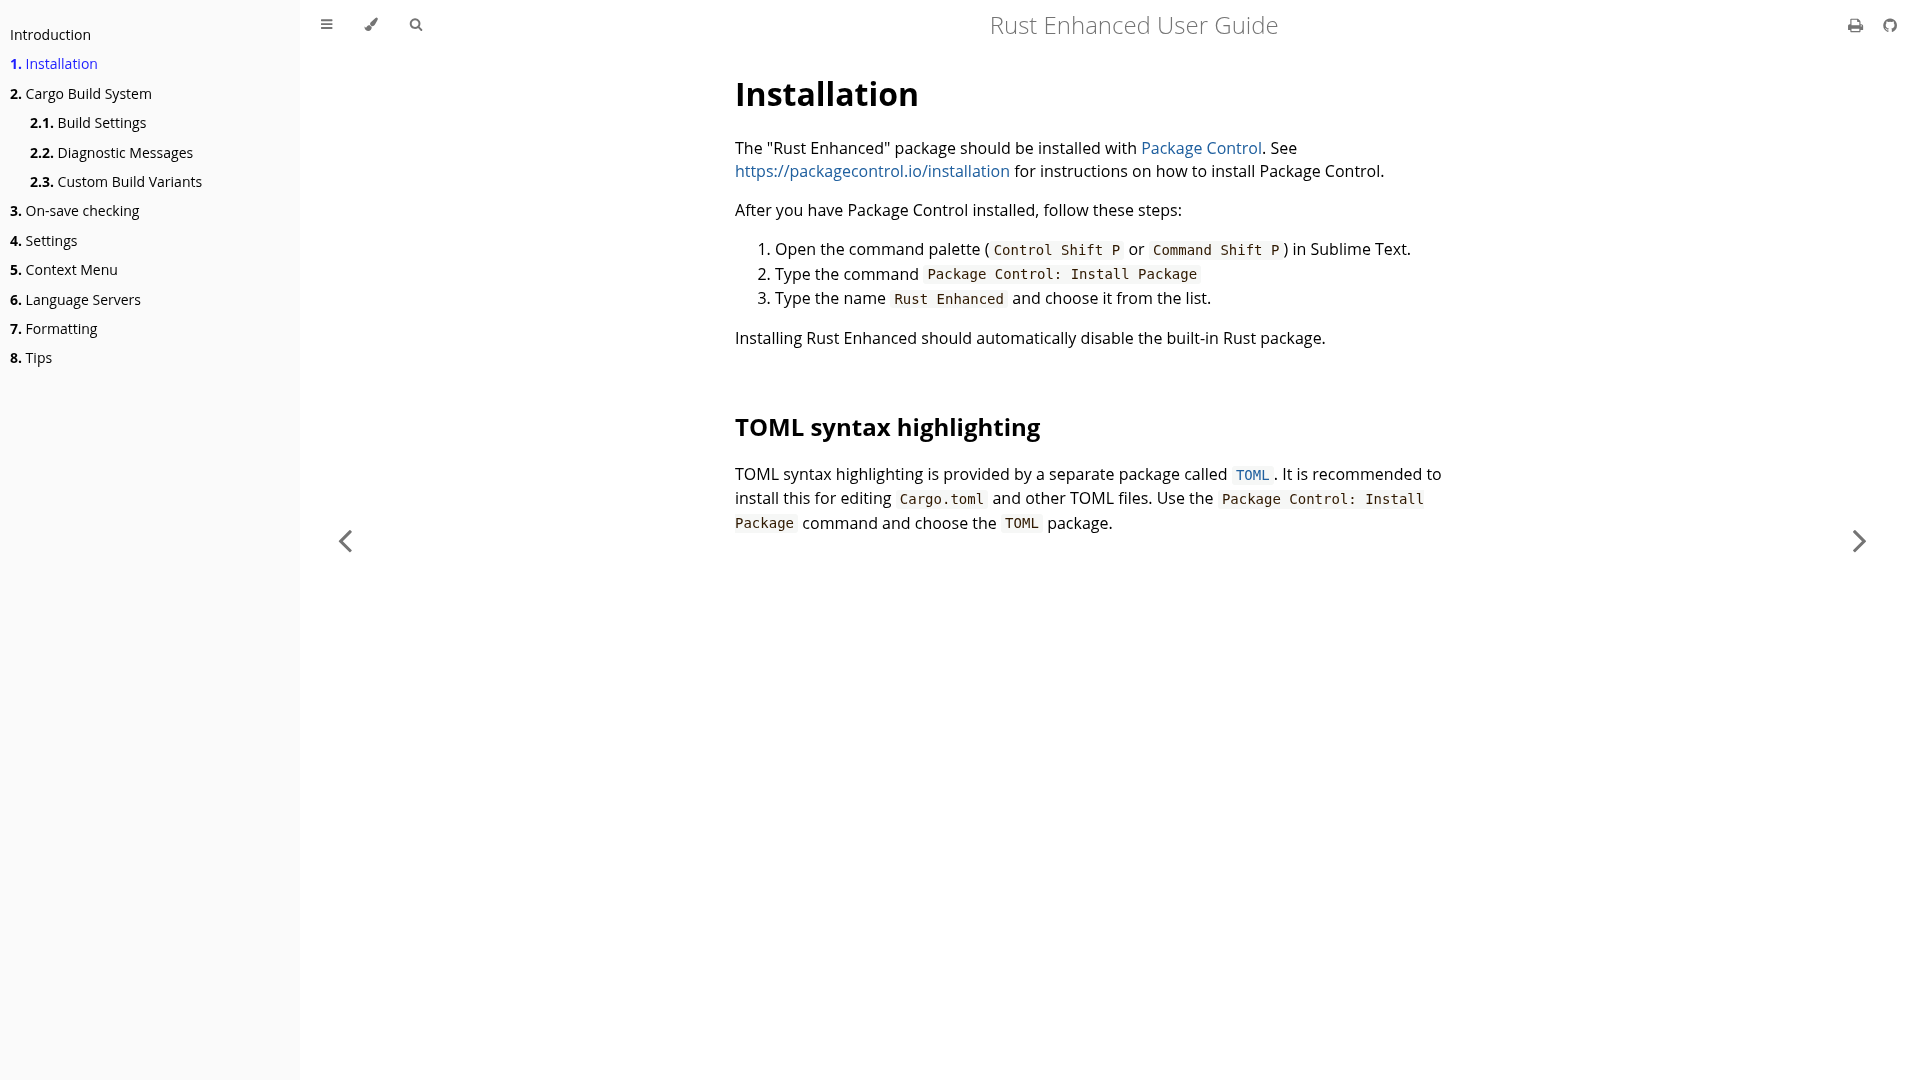 Introduction
1. Installation
2. Cargo Build System
2.1. Build Settings
2.2. Diagnostic Messages
2.3. Custom Build Variants
3. On-save checking
4. Settings
5. Context Menu
6. Language Servers
7. Formatting
8. Tips
Rust Enhanced User Guide
Installation
The "Rust Enhanced" package should be installed with Package Control. See
https://packagecontrol.io/installation for instructions on how to install Package Control.
After you have Package Control installed, follow these steps:
1. Open the command palette ( Control Shift P or Command Shift P ) in Sublime Text.
2. Type the command Package Control: Install Package
3. Type the name Rust Enhanced and choose it from the list.
Installing Rust Enhanced should automatically disable the built-in Rust package.
TOML syntax highlighting
TOML syntax highlighting is provided by a separate package called TOML . It is recommended to
install this for editing Cargo.toml and other TOML files. Use the Package Control: Install
Package command and choose the TOML package.